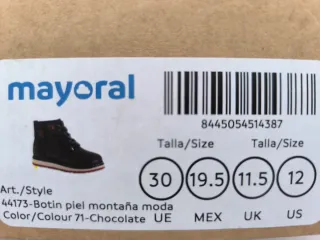 mayoral
8445054514387
Talla/Size Talla/Size
30 19.5 11.5 12
UE MEX UK US
Art./Style
44173-Botin piel montaña moda
Color/Colour 71-Chocolate